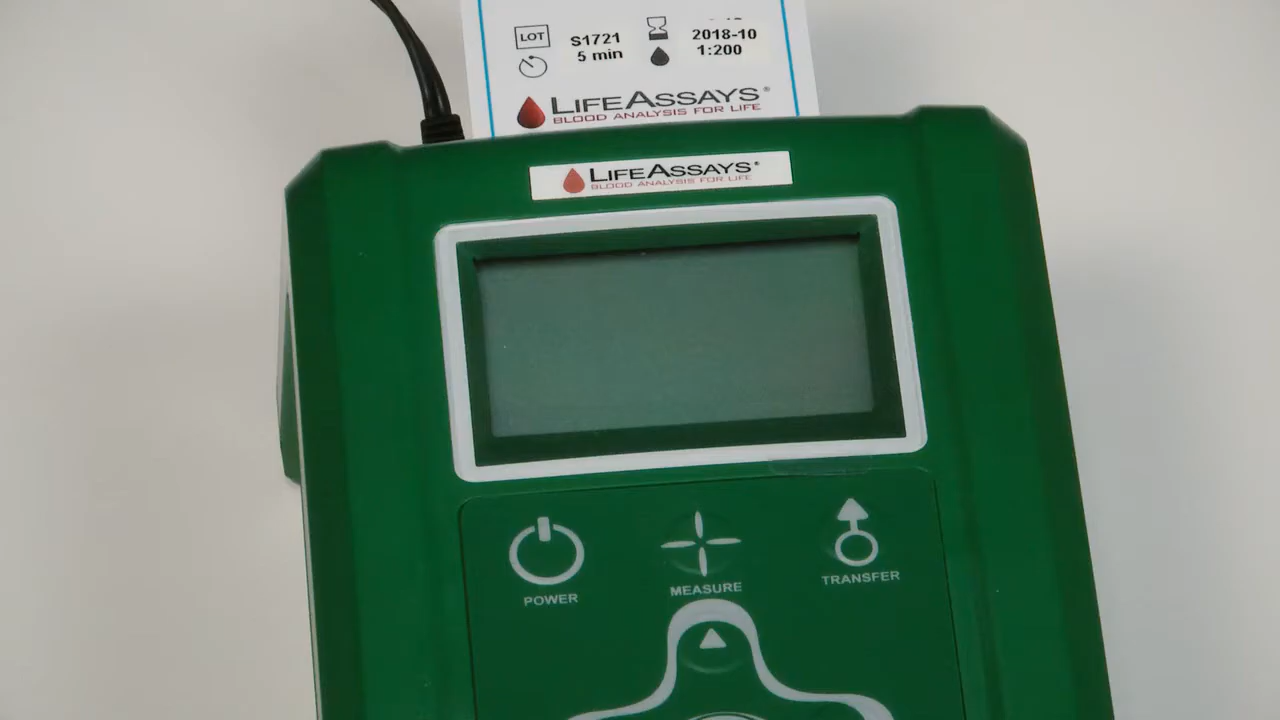 LOT S1721 2018-10
5 min 1:200
LIFEASSAYS®
BLOOD ANALYSIS FOR LIFE
LIFEASSAYS®
BLOOD ANALYSIS FOR LIFE
POWER MEASURE TRANSFER